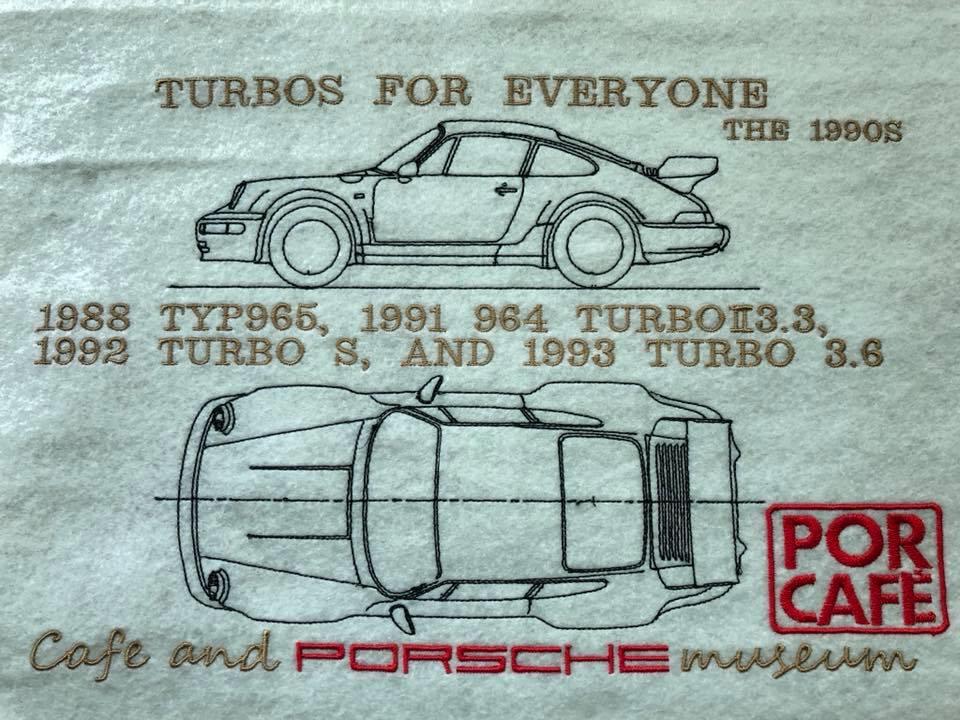 TURBOS FOR EVERYONE
THE 1990S
1988 TYP965, 1991 964 TURBOⅡ3.3,
1992 TURBO S, AND 1993 TURBO 3.6
POR
CAFÉ
Cafe and PORSCHE museum